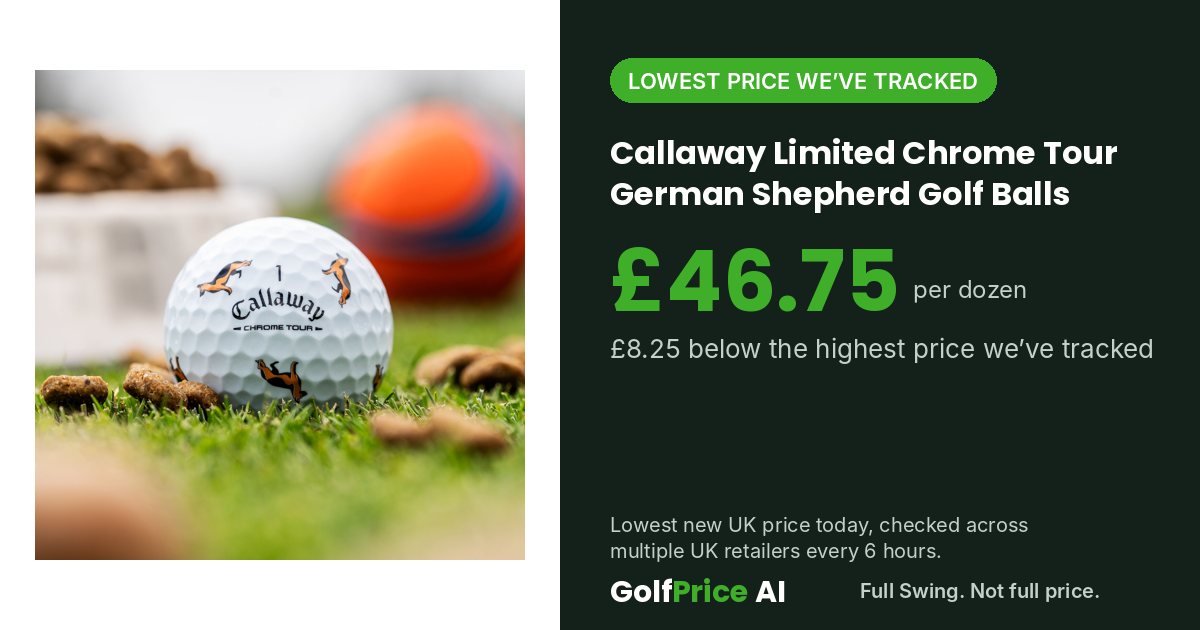 1
Callaway
CHROME TOUR
LOWEST PRICE WE’VE TRACKED
Callaway Limited Chrome Tour
German Shepherd Golf Balls
£46.75 per dozen
£8.25 below the highest price we’ve tracked
Lowest new UK price today, checked across
multiple UK retailers every 6 hours.
GolfPrice AI
Full Swing. Not full price.